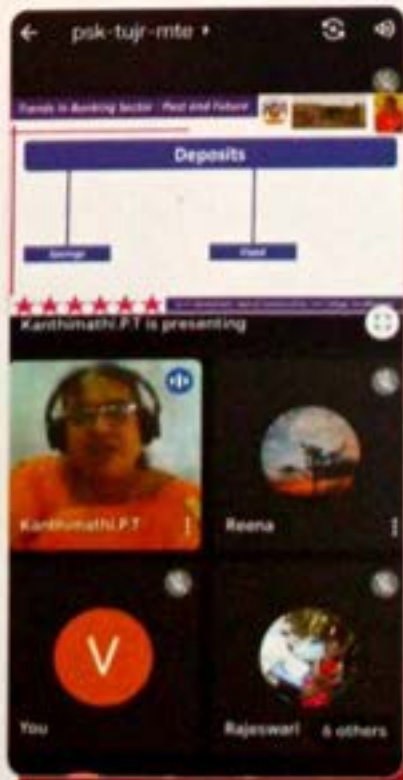 psk-tujr-mte
Trends in Banking Sector - Past and Future
Deposits
Savings
Fixed
Kanthimathi.P.T is presenting
Kanthimathi.P.T
Reena
V
You
Rajeswari 6 others